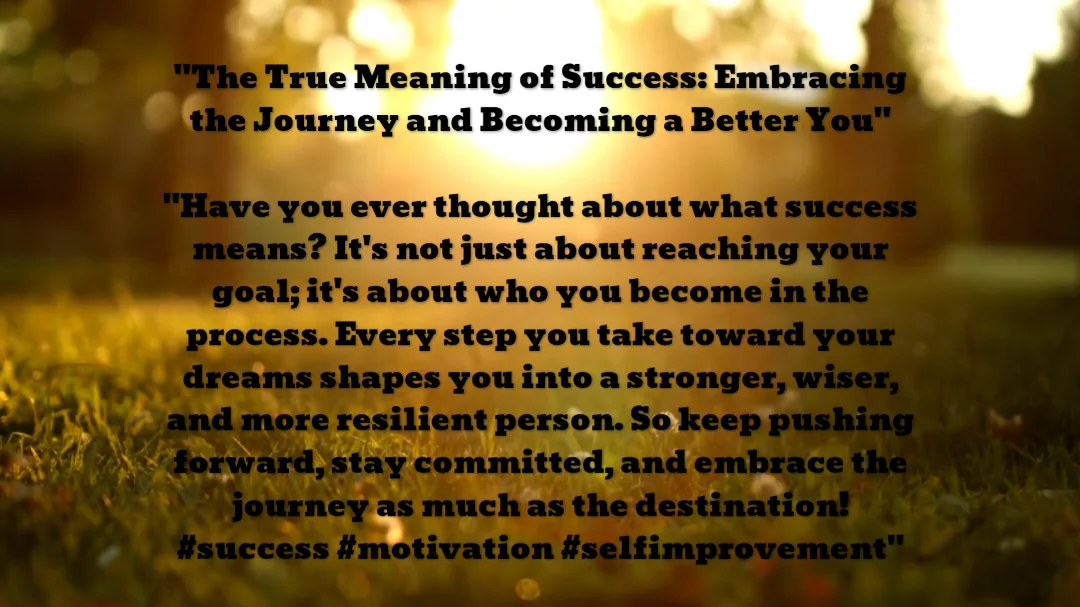 "The True Meaning of Success: Embracing
the Journey and Becoming a Better You"
"Have you ever thought about what success
means? It's not just about reaching your
goal; it's about who you become in the
process. Every step you take toward your
dreams shapes you into a stronger, wiser,
and more resilient person. So keep pushing
forward, stay committed, and embrace the
journey as much as the destination!
#success #motivation #selfimprovement"